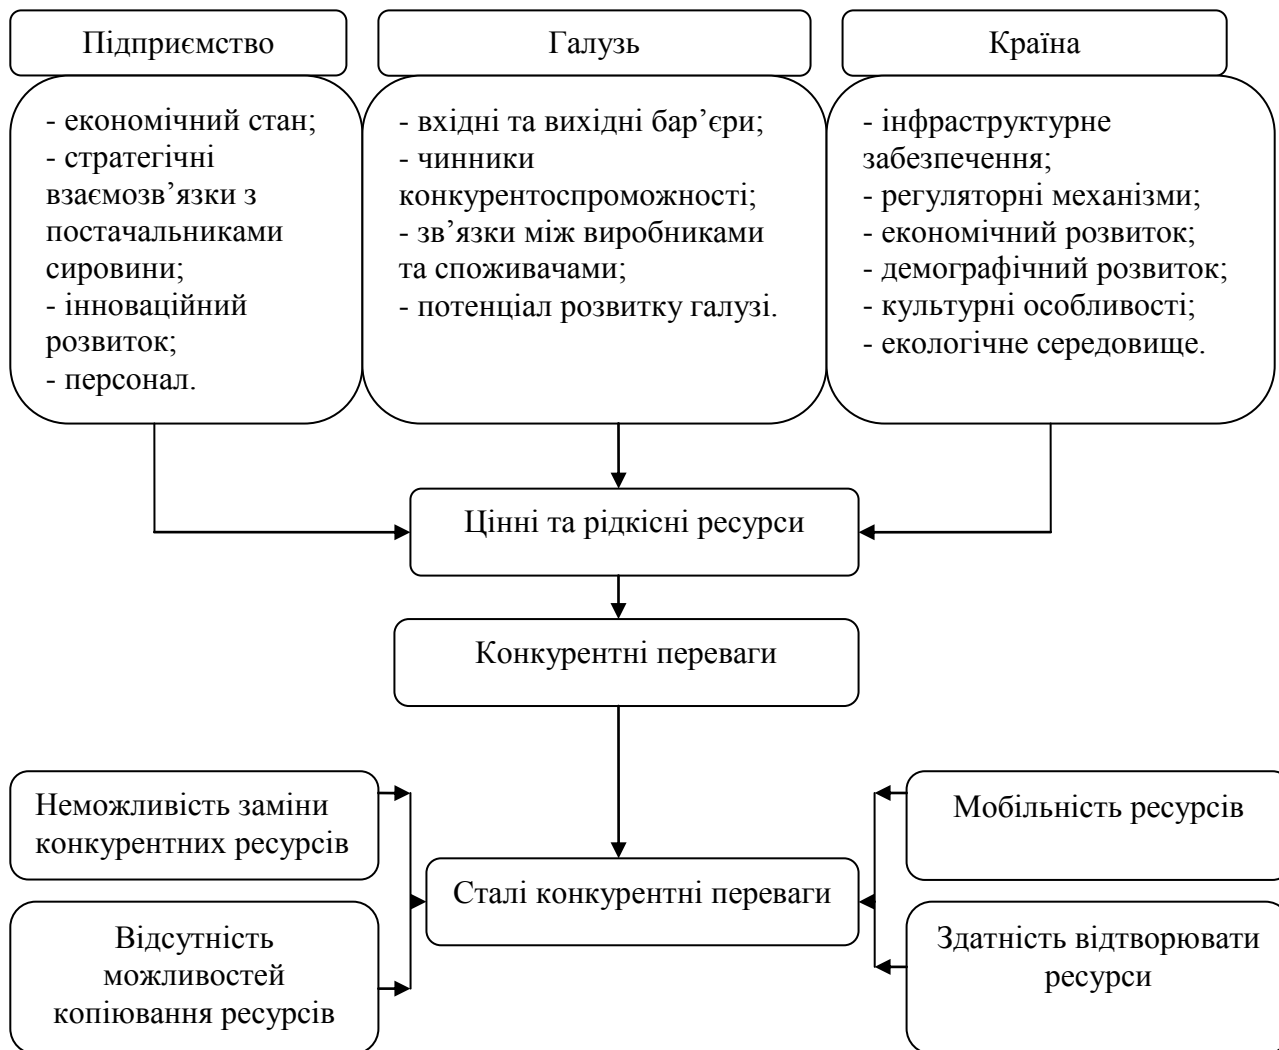 Підприємство
Галузь
Країна
- економічний стан;
- стратегічні
взаємозв’язки з
постачальниками
сировини;
- інноваційний
розвиток;
- персонал.
- вхідні та вихідні бар’єри;
- чинники
конкурентоспроможності;
- зв’язки між виробниками
та споживачами;
- потенціал розвитку галузі.
- інфраструктурне
забезпечення;
- регуляторні механізми;
- економічний розвиток;
- демографічний розвиток;
- культурні особливості;
- екологічне середовище.
Цінні та рідкісні ресурси
Конкурентні переваги
Неможливість заміни
конкурентних ресурсів
Мобільність ресурсів
Сталі конкурентні переваги
Відсутність
можливостей
копіювання ресурсів
Здатність відтворювати
ресурси